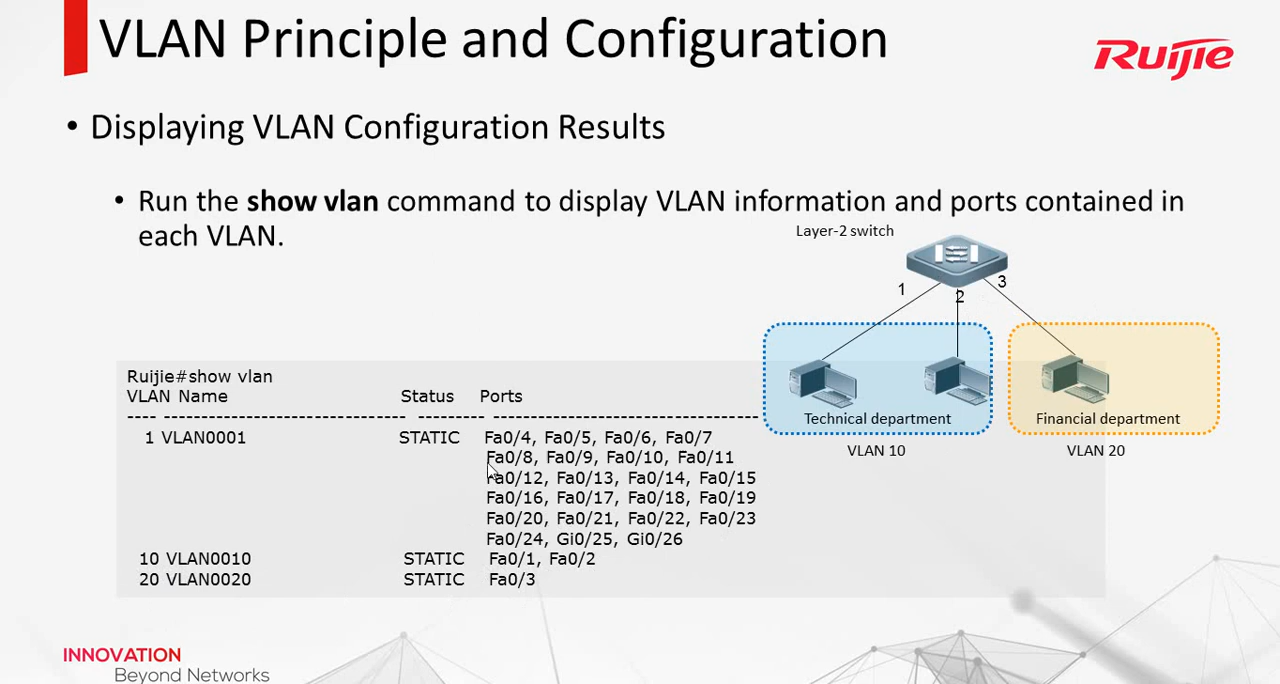 VLAN Principle and Configuration
Ruijie
• Displaying VLAN Configuration Results
• Run the show vlan command to display VLAN information and ports contained in
each VLAN.
Layer-2 switch
1
2
3
Technical department
Financial department
VLAN 10
VLAN 20
Ruijie#show vlan
VLAN Name Status Ports
---- -------------------------------- --------- -----------------------------------
1 VLAN0001 STATIC Fa0/4, Fa0/5, Fa0/6, Fa0/7
Fa0/8, Fa0/9, Fa0/10, Fa0/11
Fa0/12, Fa0/13, Fa0/14, Fa0/15
Fa0/16, Fa0/17, Fa0/18, Fa0/19
Fa0/20, Fa0/21, Fa0/22, Fa0/23
Fa0/24, Gi0/25, Gi0/26
10 VLAN0010 STATIC Fa0/1, Fa0/2
20 VLAN0020 STATIC Fa0/3
INNOVATION
Beyond Networks